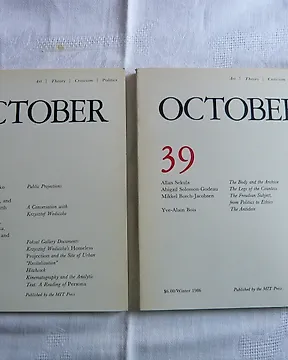 Art | Theory | Criticism | Politics
CTOBER
Public Projections
and
A Conversation with
Krzysztof Wodiczko
and
Fokzal Gallery Documents
Krzysztof Wodiczko's Homeless
Projections and the Site of Urban
"Revitalization"
Hitchcock
Kinematography and the Analytic
Text: A Reading of Persona
Published by the MIT Press
Art | Theory | Criticism
OCTOBER
39
Allan Sekula The Body and the Archive
Abigail Solomon-Godeau The Legs of the Countess
Mikkel Borch-Jacobsen The Freudian Subject,
from Politics to Ethics
Yve-Alain Bois The Antidote
$6.00/Winter 1986
Published by the MIT Press